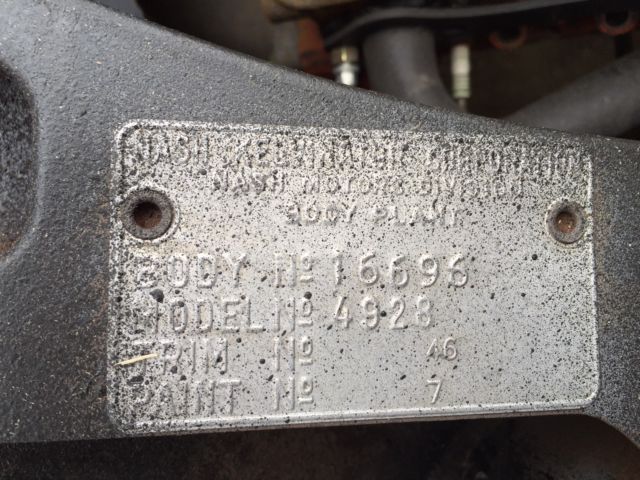 NASH KELVINATOR CORPORATION
NASH MOTORS DIVISION
BODY PLANT
BODY Nº 16696
MODEL Nº 4928
TRIM Nº 46
PAINT Nº 7